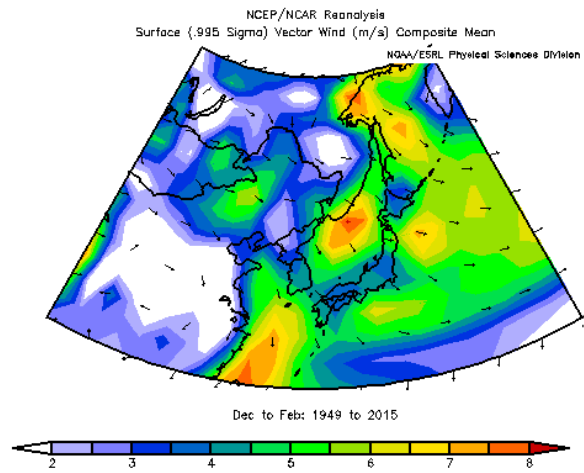 NCEP/NCAR Reanalysis
Surface (.995 Sigma) Vector Wind (m/s) Composite Mean
NOAA/ESRL Physical Sciences Division
Dec to Feb: 1949 to 2015
2 3 4 5 6 7 8